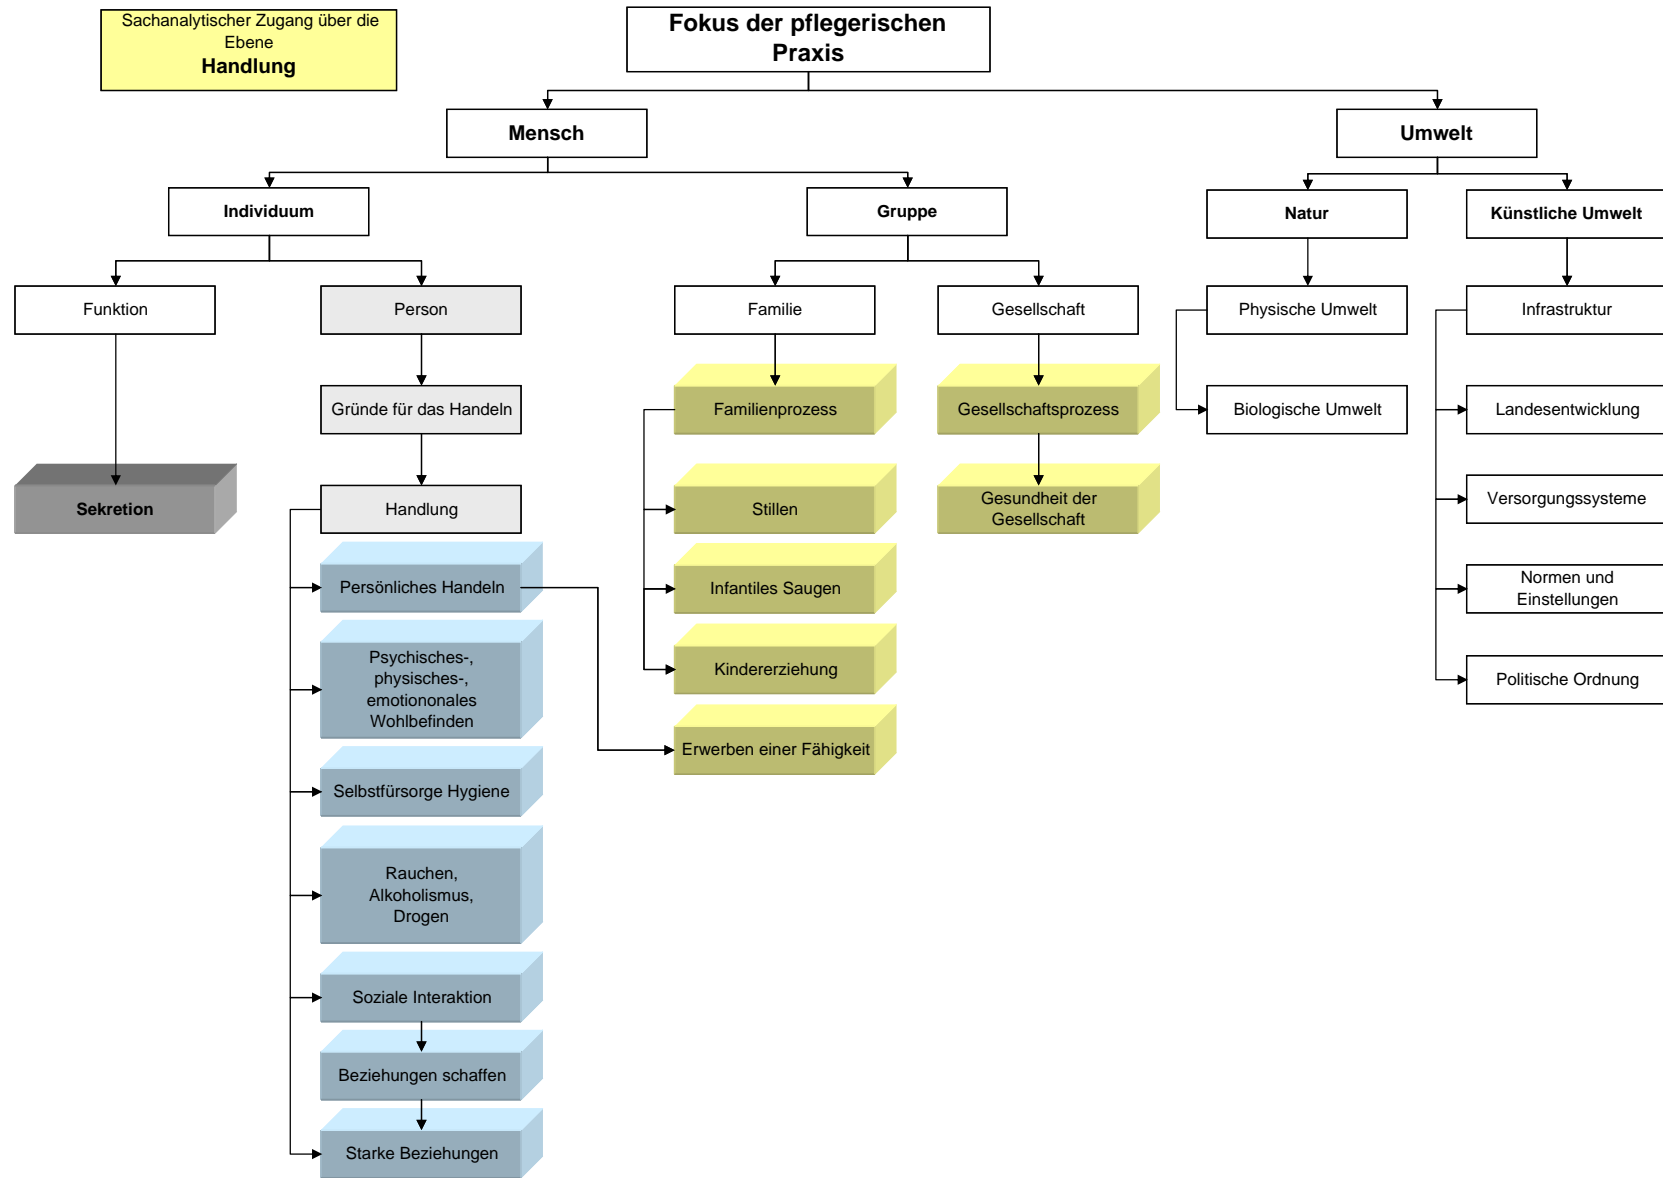 Sachanalytischer Zugang über die
Ebene
Handlung
Fokus der pflegerischen
Praxis
Mensch
Umwelt
Individuum
Gruppe
Natur
Künstliche Umwelt
Funktion
Person
Familie
Gesellschaft
Physische Umwelt
Infrastruktur
Gründe für das Handeln
Familienprozess
Gesellschaftsprozess
Biologische Umwelt
Landesentwicklung
Sekretion
Handlung
Stillen
Gesundheit der
Gesellschaft
Versorgungssysteme
Persönliches Handeln
Infantiles Saugen
Normen und
Einstellungen
Psychisches-,
physisches-,
emotiononales
Wohlbefinden
Kindererziehung
Politische Ordnung
Erwerben einer Fähigkeit
Selbstfürsorge Hygiene
Rauchen,
Alkoholismus,
Drogen
Soziale Interaktion
Beziehungen schaffen
Starke Beziehungen